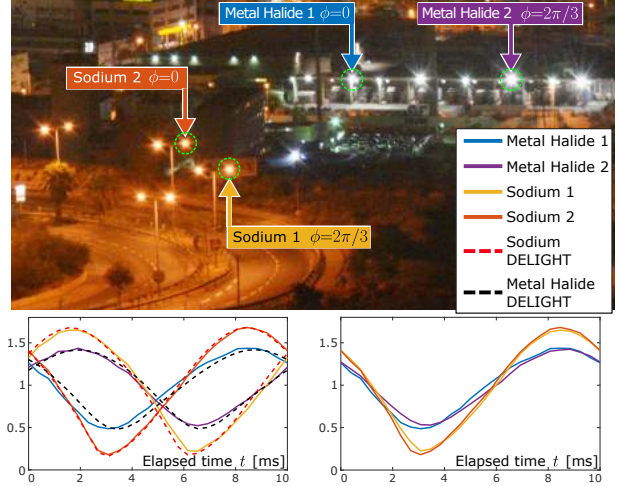 Metal Halide 1 ϕ=0
Metal Halide 2 ϕ=2π/3
Sodium 2 ϕ=0
Sodium 1 ϕ=2π/3
Metal Halide 1
Metal Halide 2
Sodium 1
Sodium 2
Sodium
DELIGHT
Metal Halide
DELIGHT
1.5
1
0.5
0
0 2 4 6 8 10
Elapsed time t [ms]
1.5
1
0.5
0
0 2 4 6 8 10
Elapsed time t [ms]